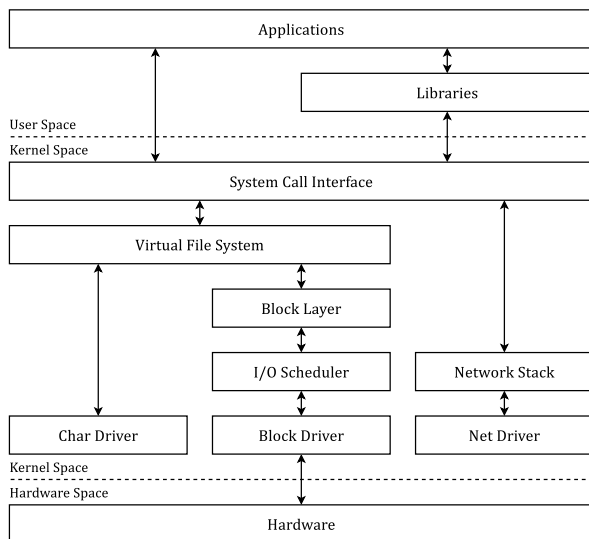 Applications
Libraries
User Space
Kernel Space
System Call Interface
Virtual File System
Block Layer
I/O Scheduler
Network Stack
Char Driver
Block Driver
Net Driver
Kernel Space
Hardware Space
Hardware